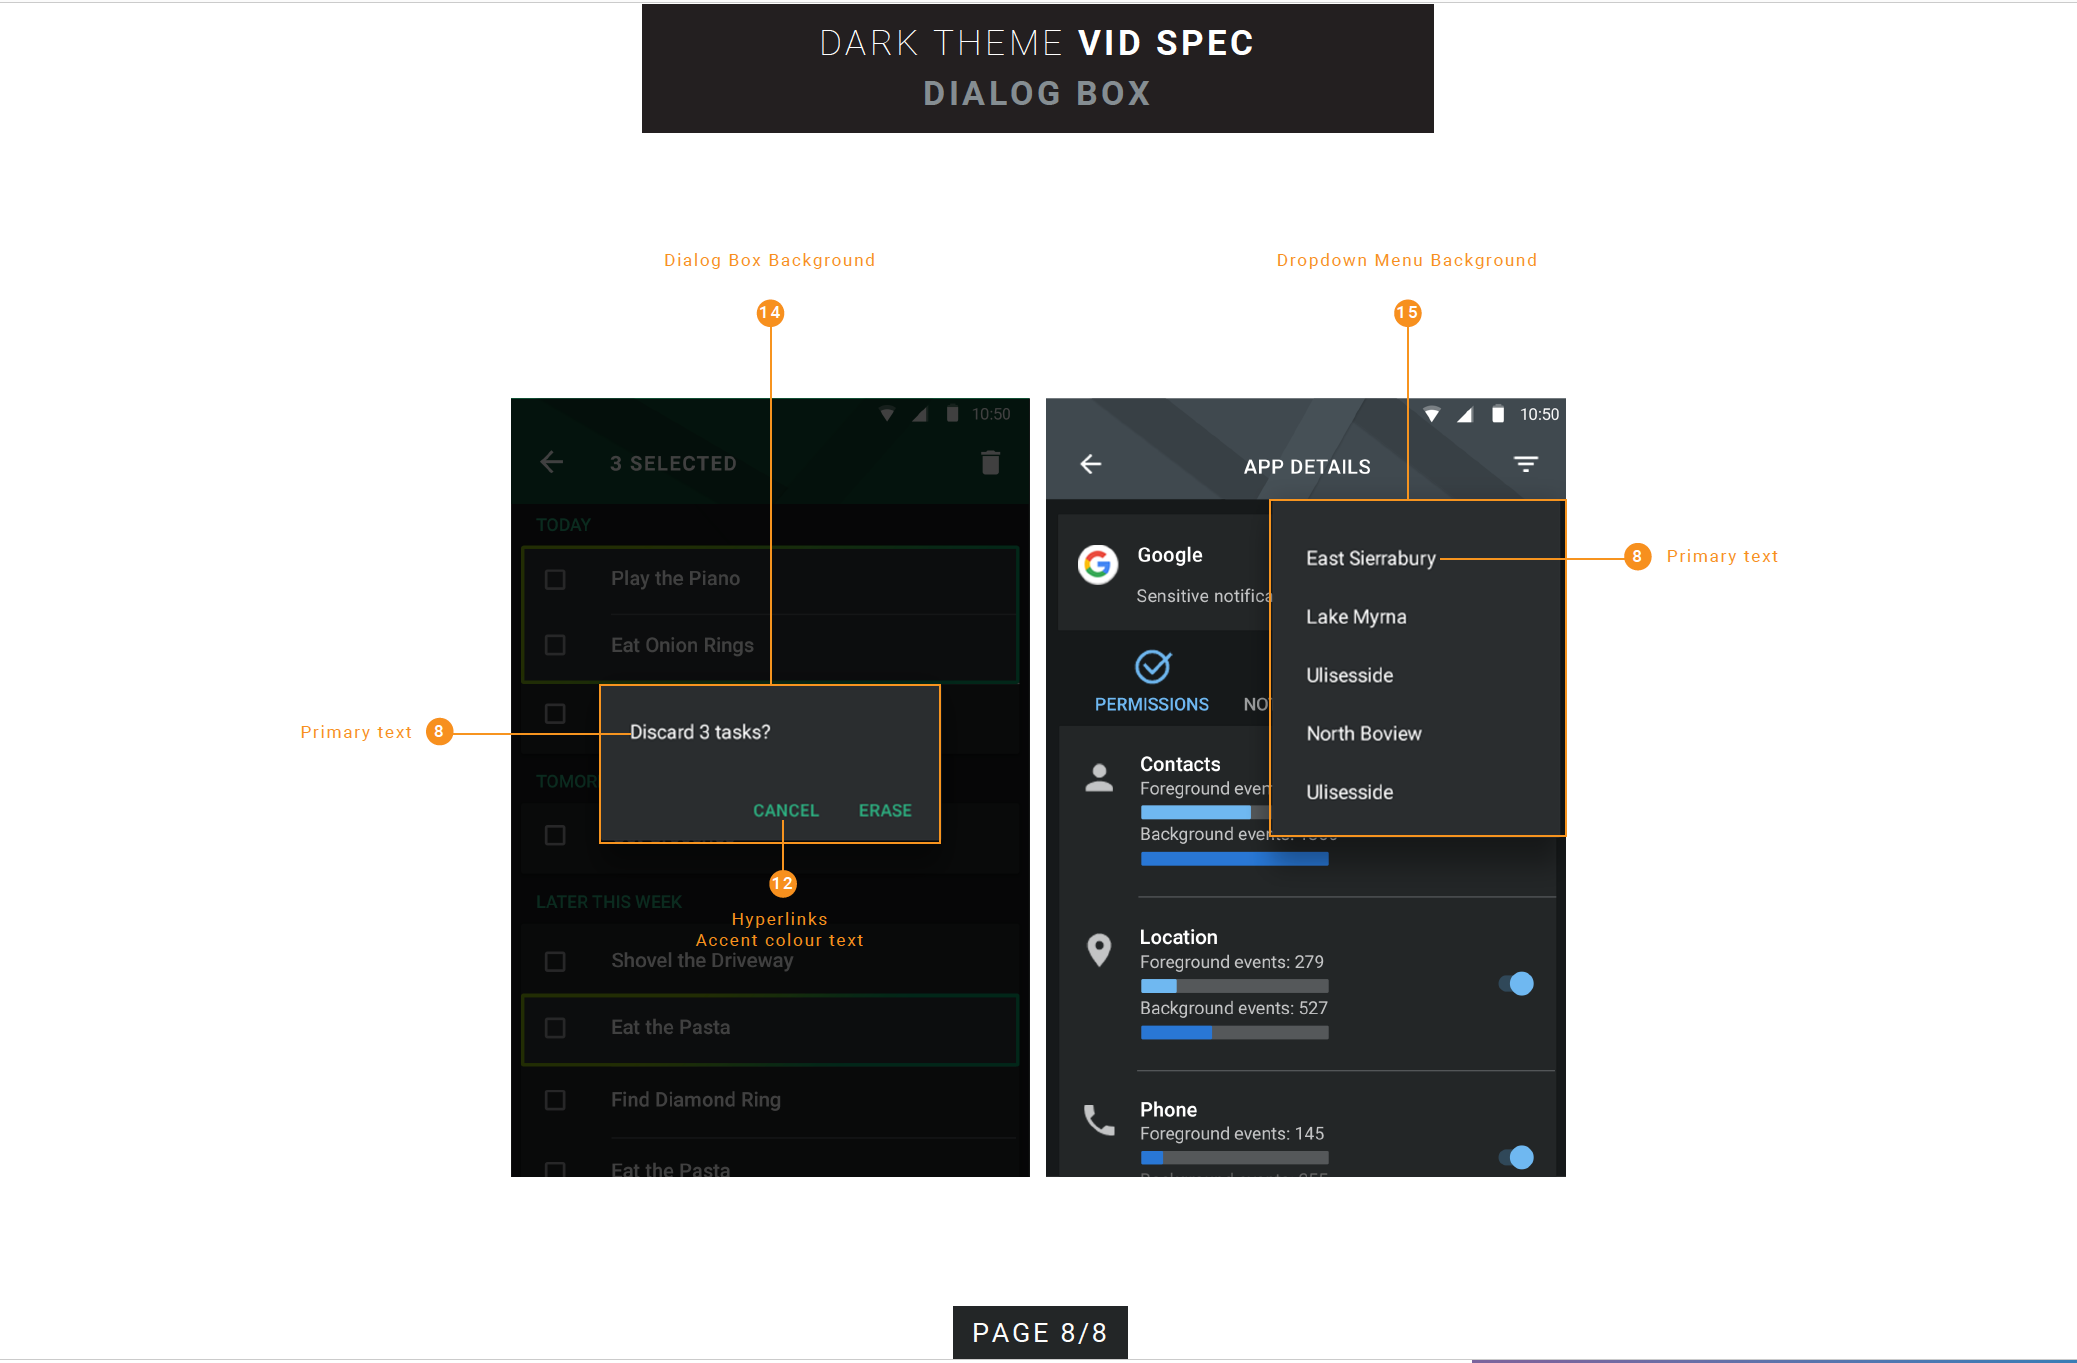 DARK THEME VID SPEC
DIALOG BOX
Dialog Box Background
14
Dropdown Menu Background
15
10:50
3 SELECTED
TODAY
Play the Piano
Eat Onion Rings
Primary text 8
Discard 3 tasks?
TOMOR
CANCEL ERASE
12
Hyperlinks
Accent colour text
LATER THIS WEEK
Shovel the Driveway
Eat the Pasta
Find Diamond Ring
Eat the Pasta
10:50
APP DETAILS
Google
Sensitive notifica
PERMISSIONS NO
East Sierrabury
8 Primary text
Lake Myrna
Ulisesside
North Boview
Ulisesside
Contacts
Foreground even
Background events:
Location
Foreground events: 279
Background events: 527
Phone
Foreground events: 145
PAGE 8/8